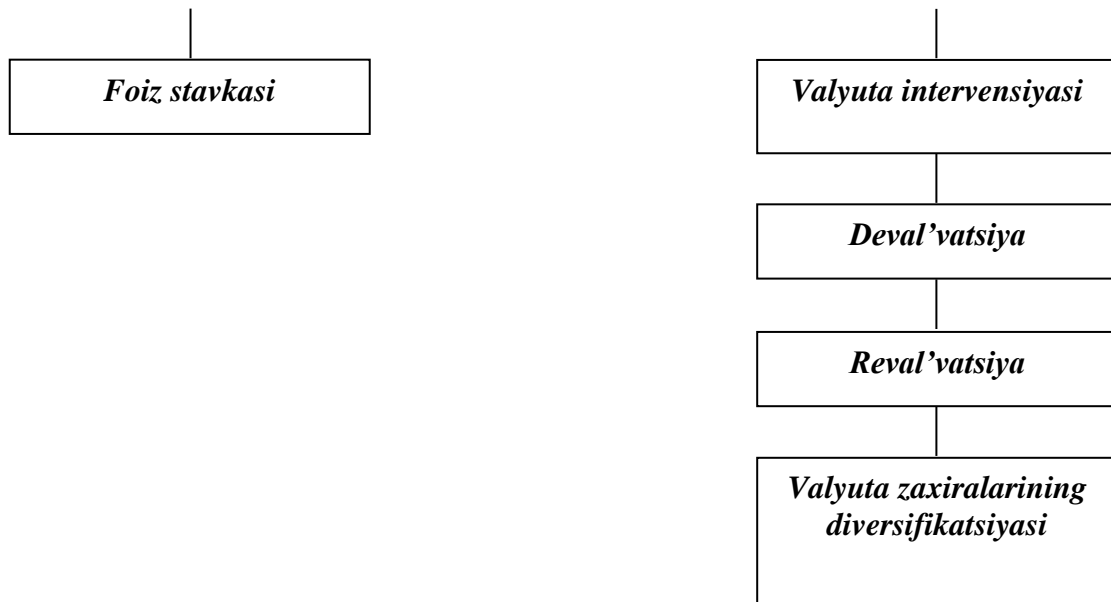 Foiz stavkasi
Valyuta intervensiyasi
Deval’vatsiya
Reval’vatsiya
Valyuta zaxiralarining
diversifikatsiyasi